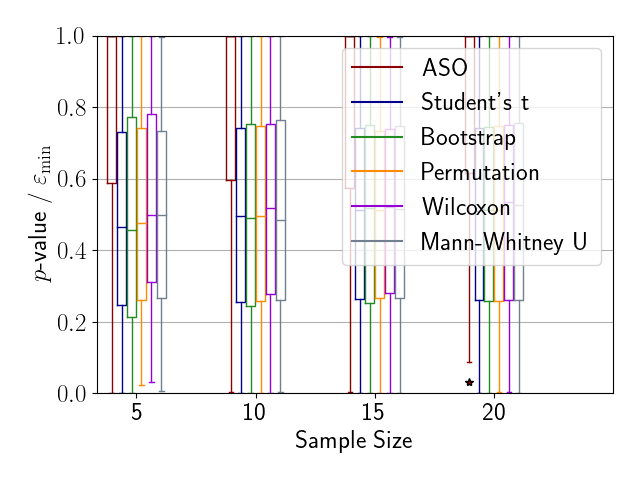 1.0
0.8
0.6
0.4
0.2
0.0
p-value / εmin
5
10
15
20
Sample Size
ASO
Student's t
Bootstrap
Permutation
Wilcoxon
Mann-Whitney U